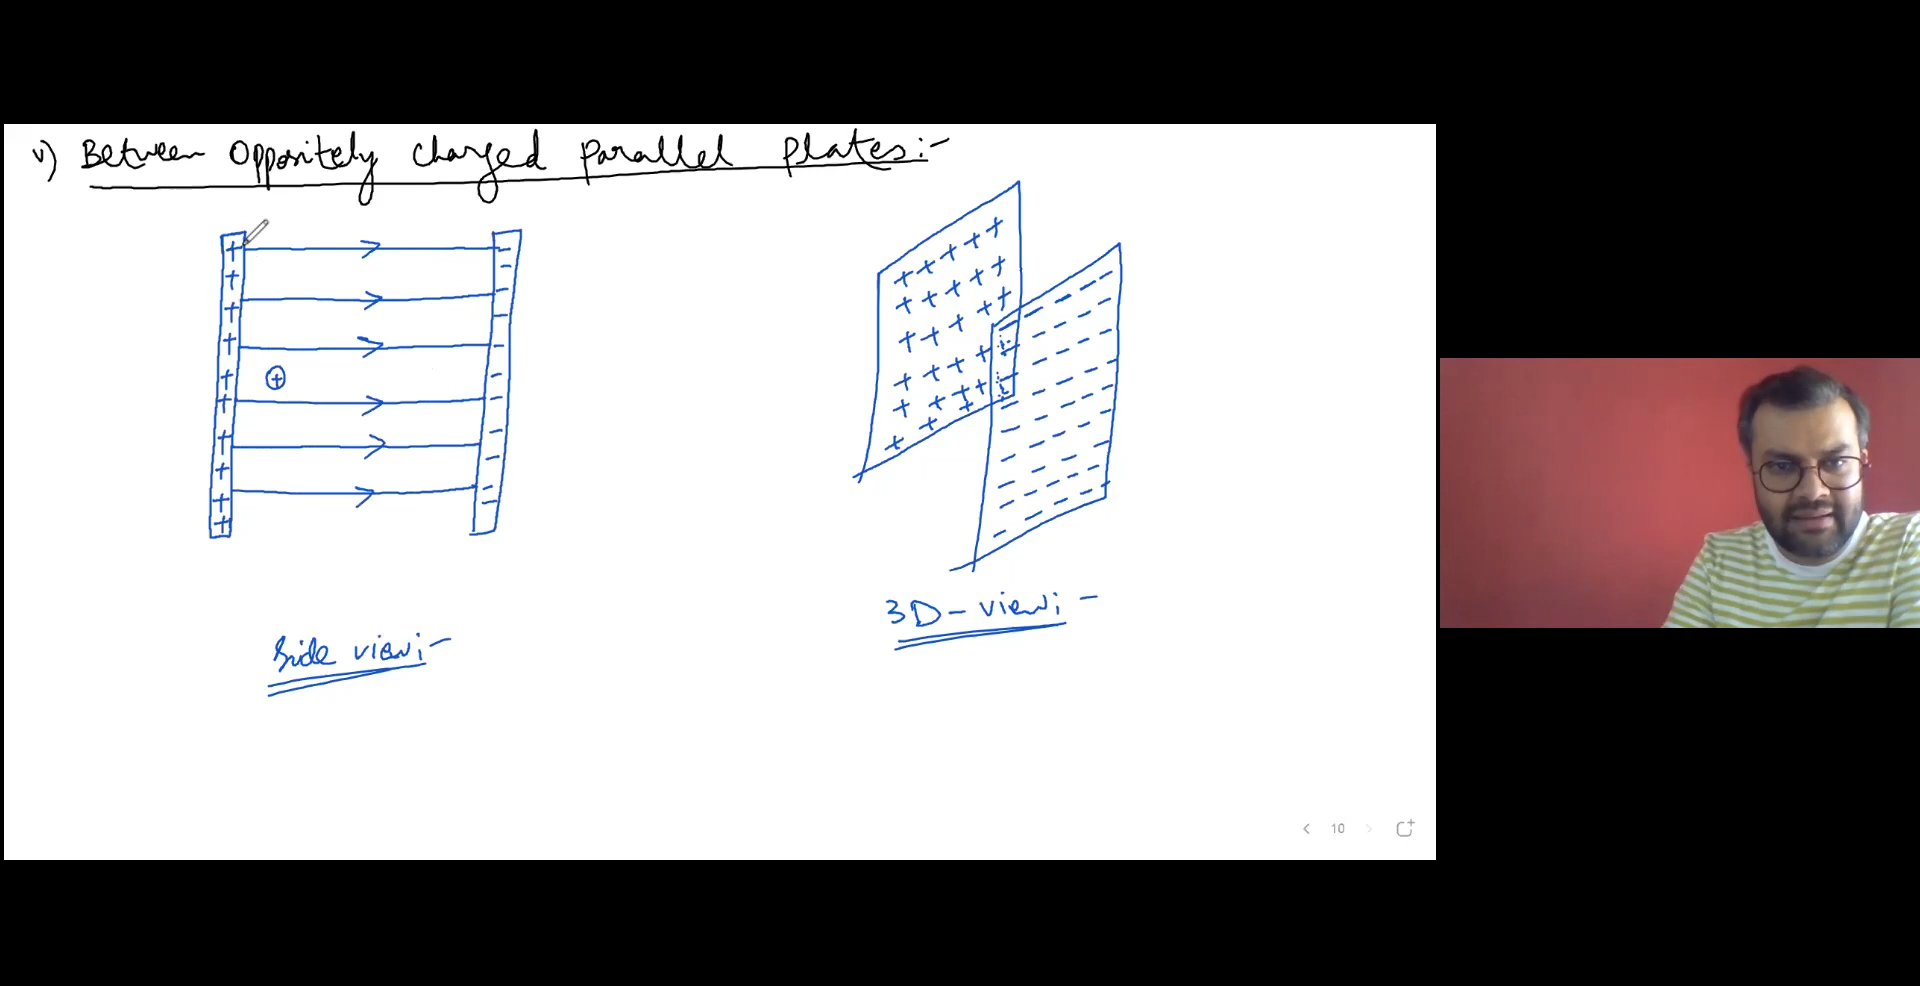 v) Between Oppositely charged parallel plates:-
Side view:-
3D-view:-
10